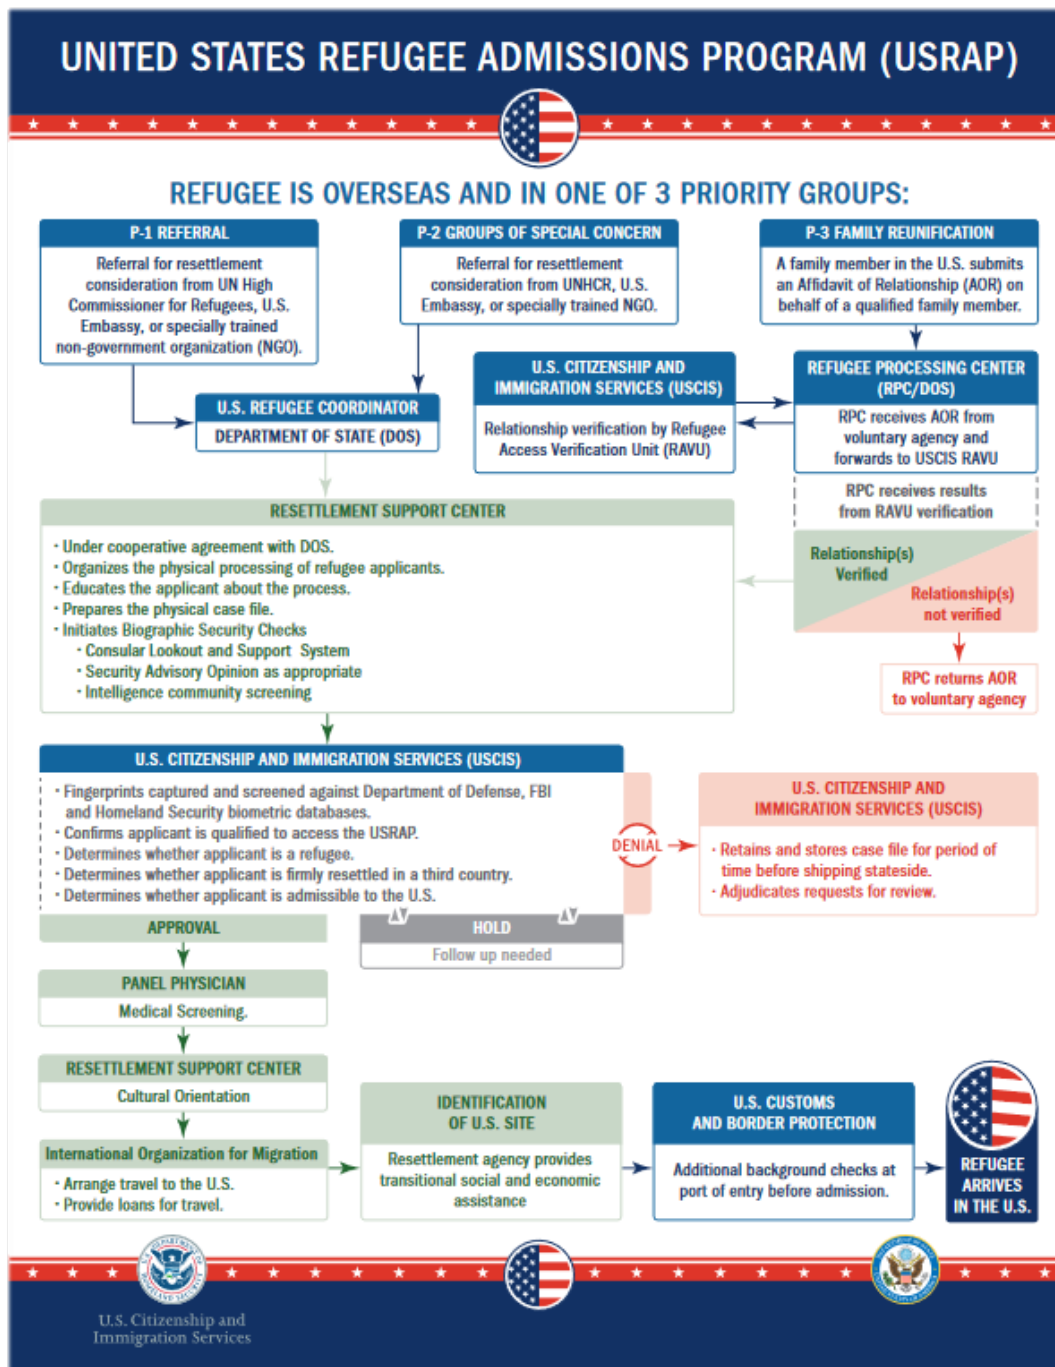 UNITED STATES REFUGEE ADMISSIONS PROGRAM (USRAP)
REFUGEE IS OVERSEAS AND IN ONE OF 3 PRIORITY GROUPS:
P-1 REFERRAL
Referral for resettlement
consideration from UN High
Commissioner for Refugees, U.S.
Embassy, or specially trained
non-government organization (NGO).
P-2 GROUPS OF SPECIAL CONCERN
Referral for resettlement
consideration from UNHCR, U.S.
Embassy, or specially trained NGO.
P-3 FAMILY REUNIFICATION
A family member in the U.S. submits
an Affidavit of Relationship (AOR) on
behalf of a qualified family member.
U.S. REFUGEE COORDINATOR
DEPARTMENT OF STATE (DOS)
U.S. CITIZENSHIP AND
IMMIGRATION SERVICES (USCIS)
Relationship verification by Refugee
Access Verification Unit (RAVU)
REFUGEE PROCESSING CENTER
(RPC/DOS)
RPC receives AOR from
voluntary agency and
forwards to USCIS RAVU
RPC receives results
from RAVU verification
Relationship(s)
Verified
Relationship(s)
not verified
RPC returns AOR
to voluntary agency
RESETTLEMENT SUPPORT CENTER
· Under cooperative agreement with DOS.
· Organizes the physical processing of refugee applicants.
· Educates the applicant about the process.
· Prepares the physical case file.
· Initiates Biographic Security Checks
· Consular Lookout and Support System
· Security Advisory Opinion as appropriate
· Intelligence community screening
U.S. CITIZENSHIP AND IMMIGRATION SERVICES (USCIS)
· Fingerprints captured and screened against Department of Defense, FBI
and Homeland Security biometric databases.
· Confirms applicant is qualified to access the USRAP.
· Determines whether applicant is a refugee.
· Determines whether applicant is firmly resettled in a third country.
· Determines whether applicant is admissible to the U.S.
DENIAL
U.S. CITIZENSHIP AND
IMMIGRATION SERVICES (USCIS)
· Retains and stores case file for period of
time before shipping stateside.
· Adjudicates requests for review.
APPROVAL
HOLD
Follow up needed
PANEL PHYSICIAN
Medical Screening.
RESETTLEMENT SUPPORT CENTER
Cultural Orientation
International Organization for Migration
· Arrange travel to the U.S.
· Provide loans for travel.
IDENTIFICATION
OF U.S. SITE
Resettlement agency provides
transitional social and economic
assistance
U.S. CUSTOMS
AND BORDER PROTECTION
Additional background checks at
port of entry before admission.
REFUGEE
ARRIVES
IN THE U.S.
U.S. Citizenship and
Immigration Services